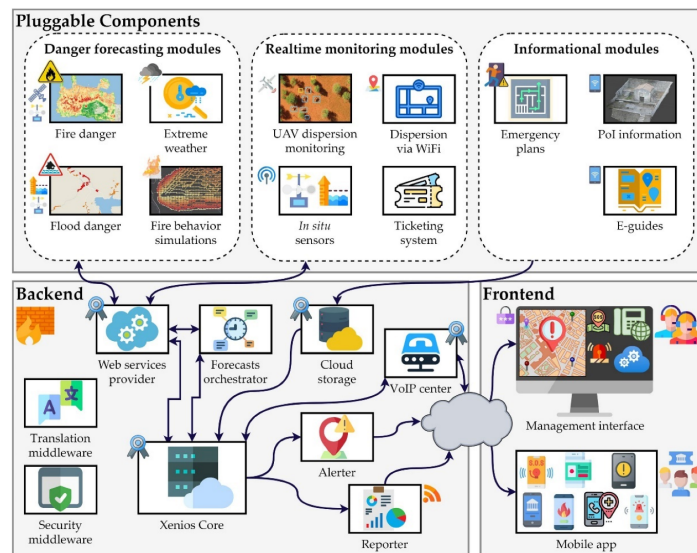 Pluggable Components
Danger forecasting modules
Realtime monitoring modules
Informational modules
Fire danger
Extreme
weather
UAV dispersion
monitoring
Dispersion
via WiFi
Emergency
plans
PoI information
Flood danger
Fire behavior
simulations
In situ
sensors
Ticketing
system
E-guides
Backend
Frontend
Web services
provider
Forecasts
orchestrator
Cloud
storage
VoIP center
Management interface
Translation
middleware
Alerter
Security
middleware
Xenios Core
Reporter
Mobile app